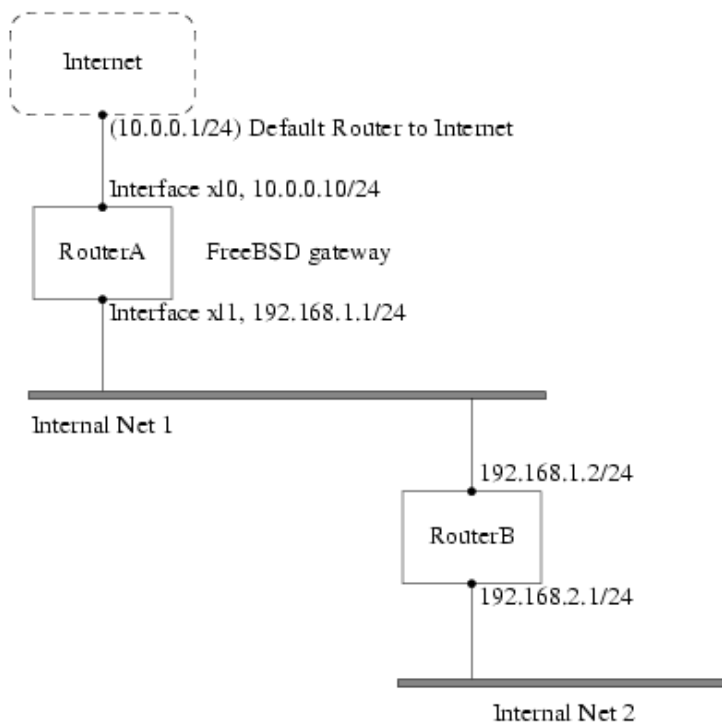 Internet
(10.0.0.1/24) Default Router to Internet
Interface xl0, 10.0.0.10/24
RouterA
FreeBSD gateway
Interface xl1, 192.168.1.1/24
Internal Net 1
192.168.1.2/24
RouterB
192.168.2.1/24
Internal Net 2